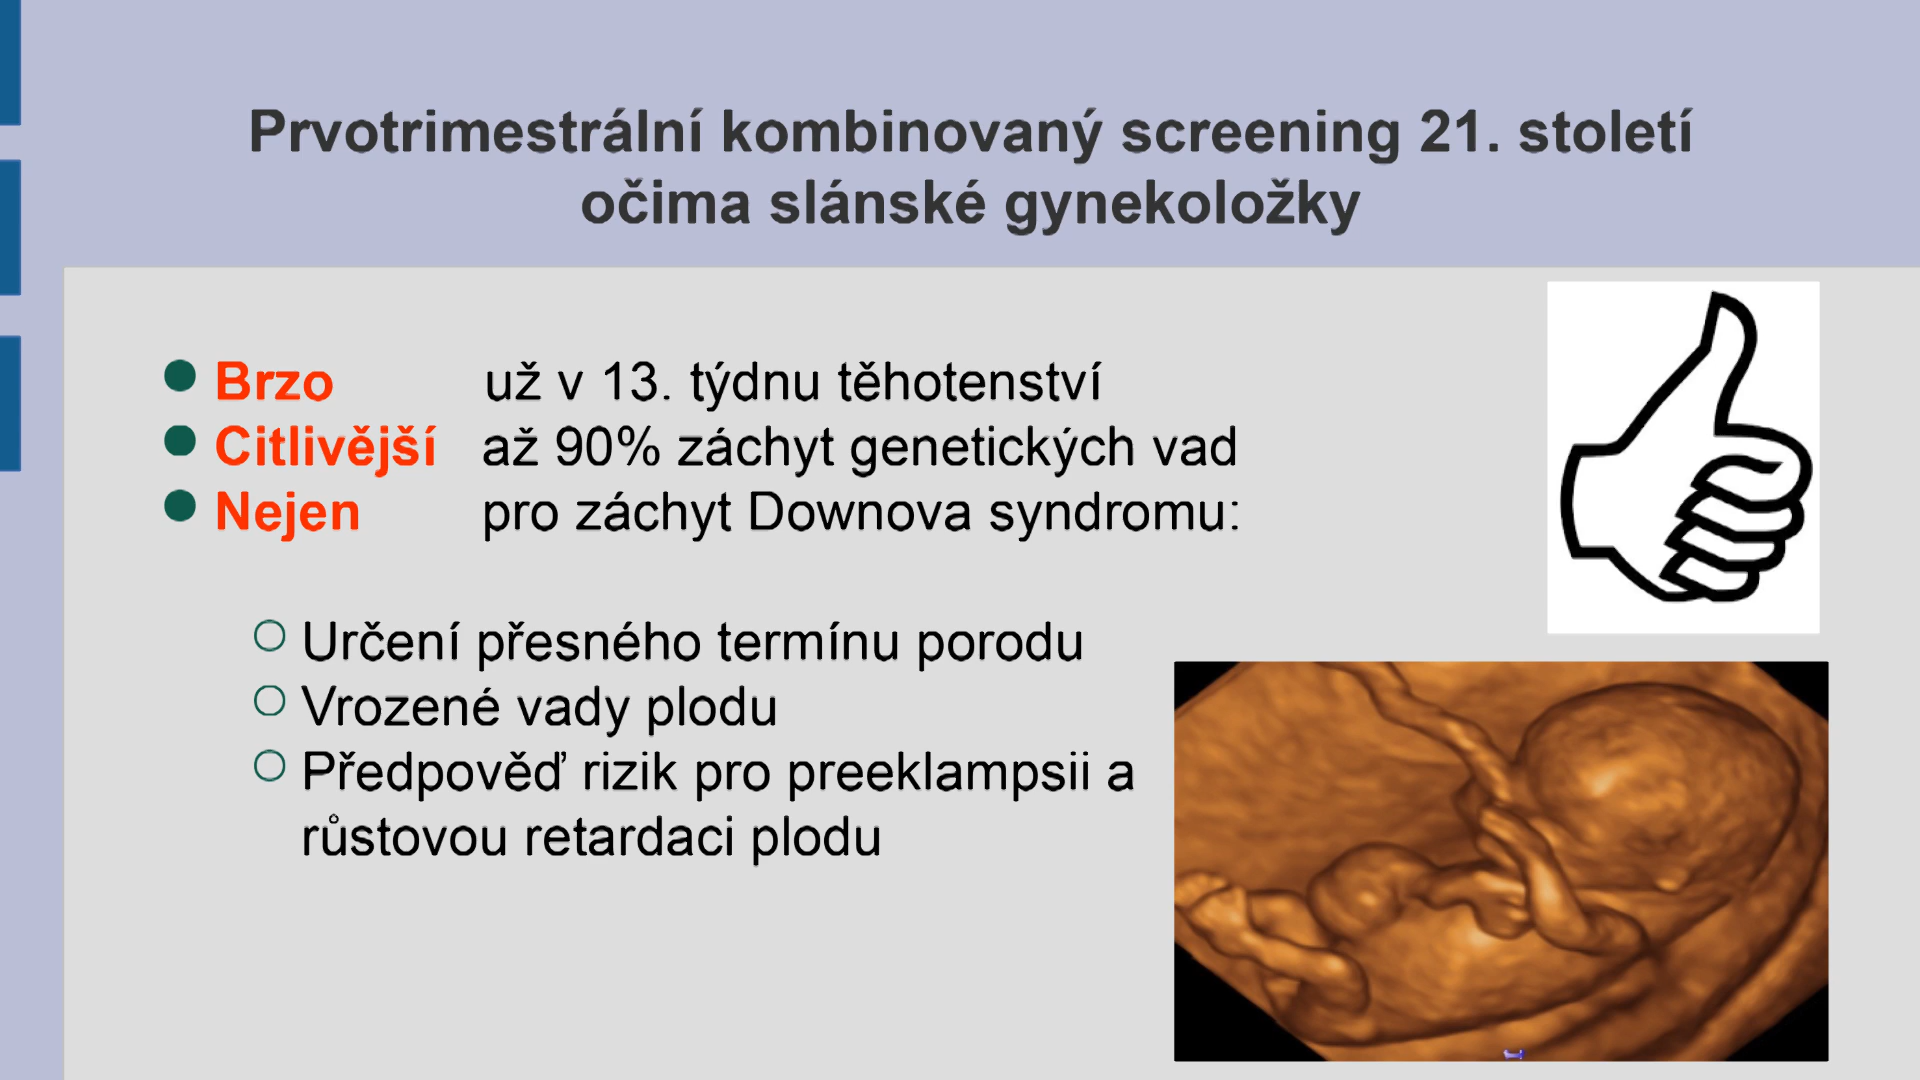 Prvotrimestrální kombinovaný screening 21. století
očima slánské gynekoložky
Brzo už v 13. týdnu těhotenství
Citlivější až 90% záchyt genetických vad
Nejen pro záchyt Downova syndromu:
Určení přesného termínu porodu
Vrozené vady plodu
Předpověď rizik pro preeklampsii a
růstovou retardaci plodu